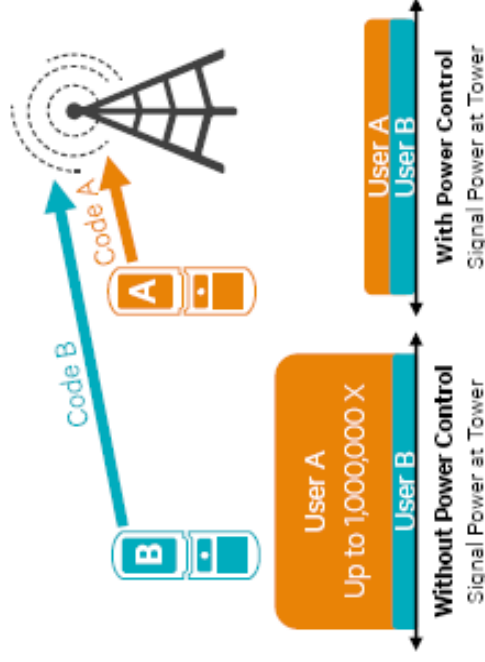 Code B
Code A
B
A
User A
Up to 1,000,000 X
User B
Without Power Control
Signal Power at Tower
User A
User B
With Power Control
Signal Power at Tower